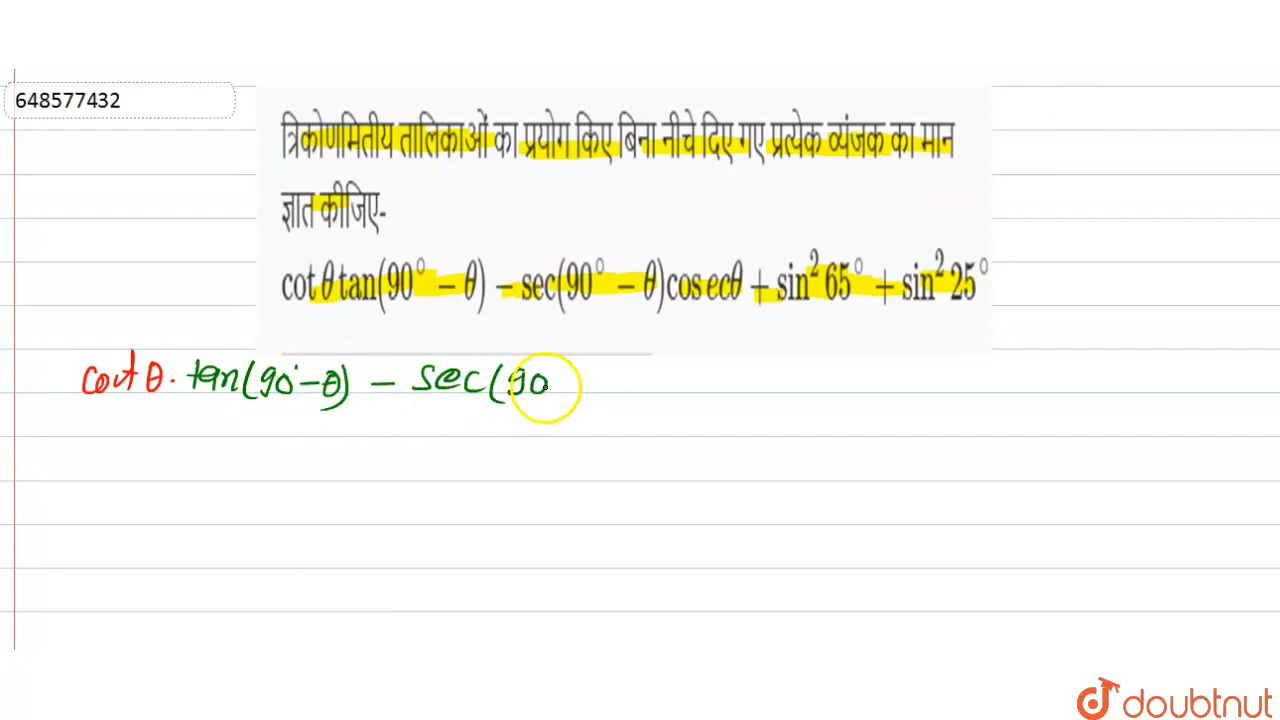 648577432
त्रिकोणमितीय तालिकाओं का प्रयोग किए बिना नीचे दिए गए प्रत्येक व्यंजक का मान
ज्ञात कीजिए-
cot θ tan(90° − θ) − sec(90° − θ)cosecθ + sin² 65° + sin² 25°
cot θ. tan(90°−θ) − sec(90
doubtnut